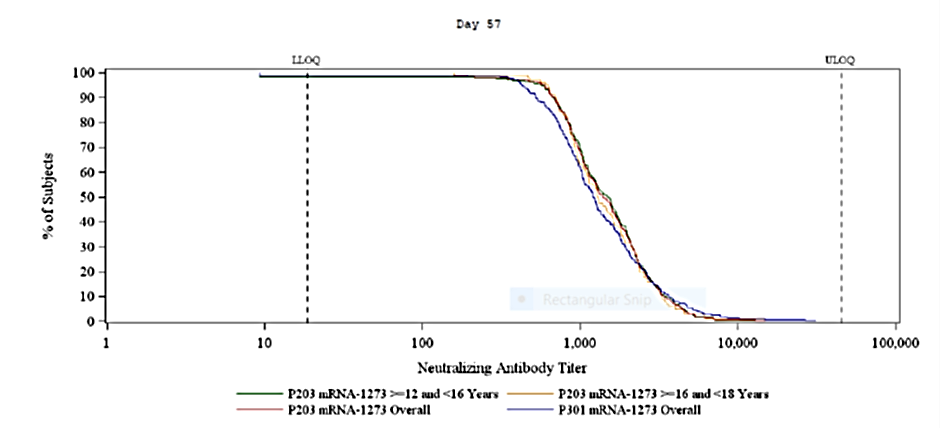 Day 57
LLOQ
ULOQ
100
90
80
70
60
50
40
30
20
10
0
% of Subjects
1
10
100
1,000
10,000
100,000
Rectangular Snip
Neutralizing Antibody Titer
P203 mRNA-1273 >=12 and <16 Years
P203 mRNA-1273 >=16 and <18 Years
P203 mRNA-1273 Overall
P301 mRNA-1273 Overall